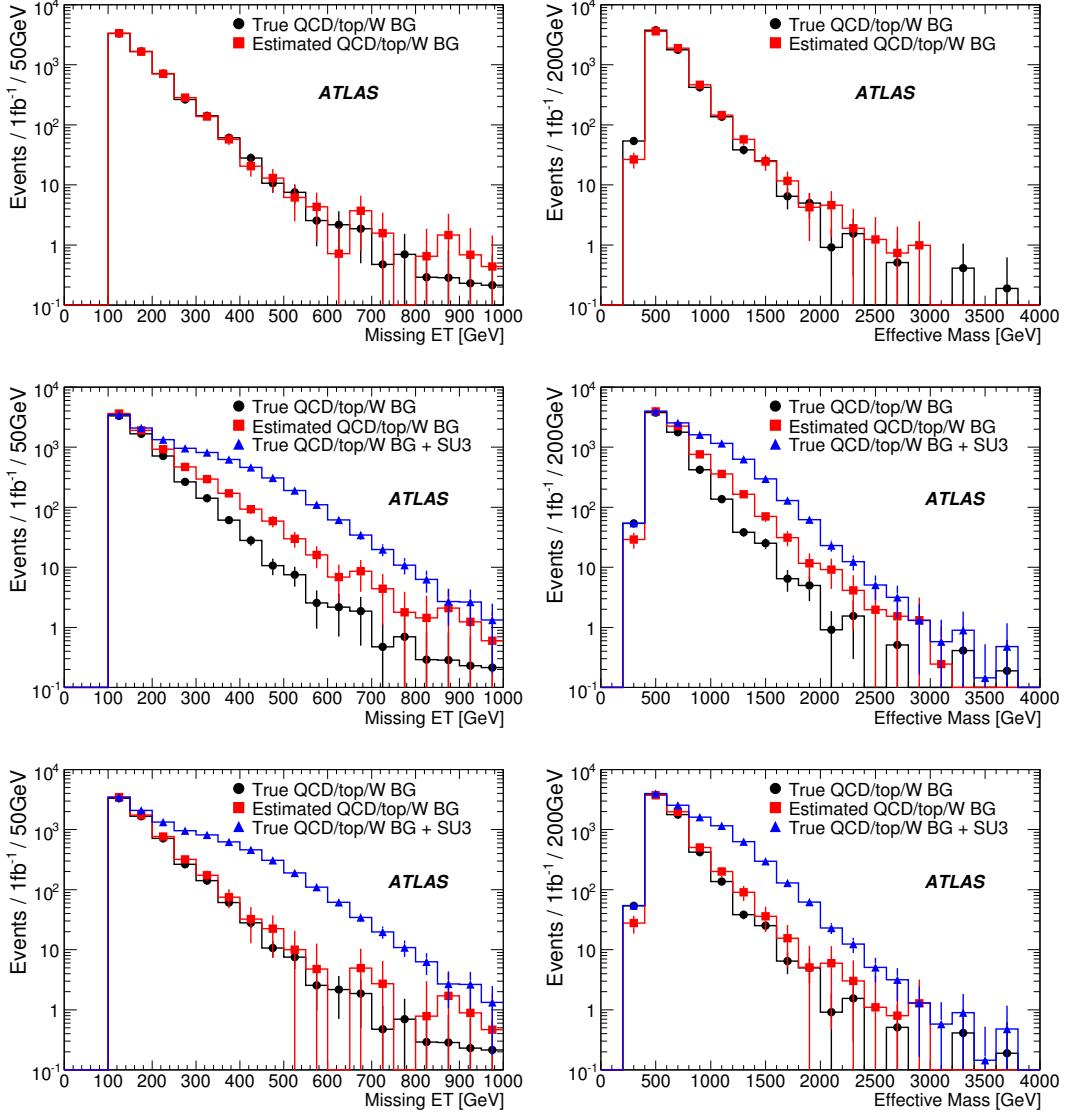 Events / 1fb⁻¹ / 50GeV
10⁴
10³
10²
10
1
10⁻¹
True QCD/top/W BG
Estimated QCD/top/W BG
ATLAS
0 100 200 300 400 500 600 700 800 900 1000
Missing ET [GeV]
Events / 1fb⁻¹ / 200GeV
10⁴
10³
10²
10
1
10⁻¹
True QCD/top/W BG
Estimated QCD/top/W BG
ATLAS
0 500 1000 1500 2000 2500 3000 3500 4000
Effective Mass [GeV]
Events / 1fb⁻¹ / 50GeV
10⁴
10³
10²
10
1
10⁻¹
True QCD/top/W BG
Estimated QCD/top/W BG
True QCD/top/W BG + SU3
ATLAS
0 100 200 300 400 500 600 700 800 900 1000
Missing ET [GeV]
Events / 1fb⁻¹ / 200GeV
10⁴
10³
10²
10
1
10⁻¹
True QCD/top/W BG
Estimated QCD/top/W BG
True QCD/top/W BG + SU3
ATLAS
0 500 1000 1500 2000 2500 3000 3500 4000
Effective Mass [GeV]
Events / 1fb⁻¹ / 50GeV
10⁴
10³
10²
10
1
10⁻¹
True QCD/top/W BG
Estimated QCD/top/W BG
True QCD/top/W BG + SU3
ATLAS
0 100 200 300 400 500 600 700 800 900 1000
Missing ET [GeV]
Events / 1fb⁻¹ / 200GeV
10⁴
10³
10²
10
1
10⁻¹
True QCD/top/W BG
Estimated QCD/top/W BG
True QCD/top/W BG + SU3
ATLAS
0 500 1000 1500 2000 2500 3000 3500 4000
Effective Mass [GeV]